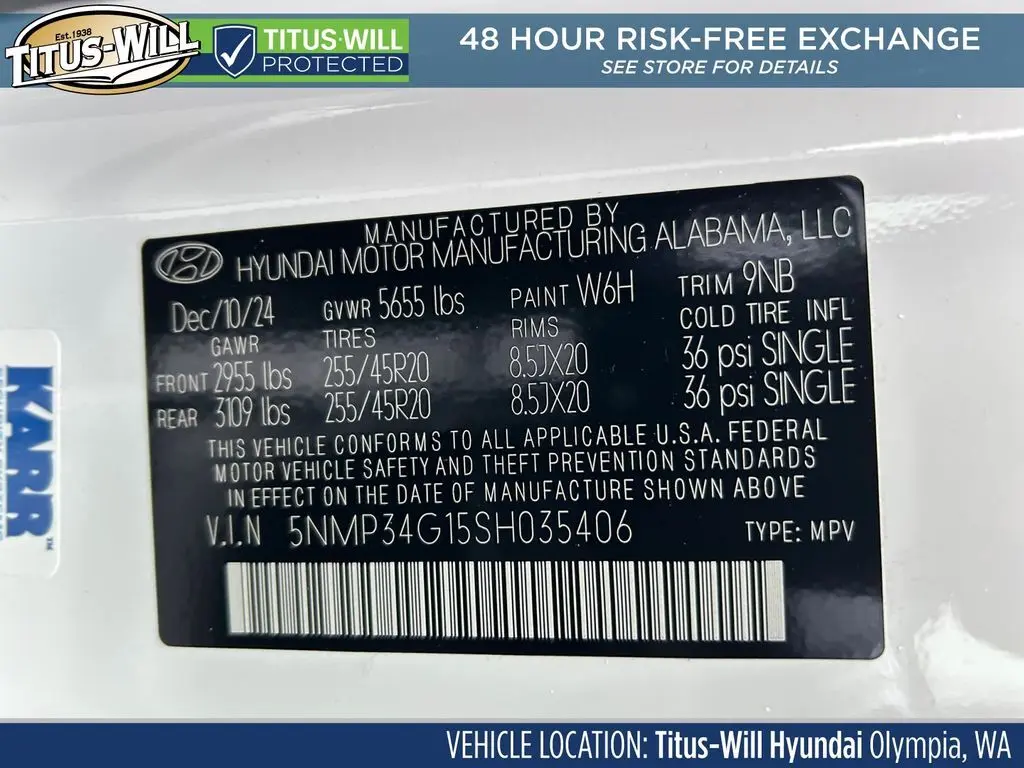 Est.1938
TITUS-WILL
TITUS-WILL
PROTECTED
48 HOUR RISK-FREE EXCHANGE
SEE STORE FOR DETAILS
MANUFACTURED BY
HYUNDAI MOTOR MANUFACTURING ALABAMA, LLC
Dec/10/24 GVWR 5655 lbs PAINT W6H TRIM 9NB
GAWR TIRES RIMS COLD TIRE INFL
FRONT 2955 lbs 255/45R20 8.5JX20 36 psi SINGLE
REAR 3109 lbs 255/45R20 8.5JX20 36 psi SINGLE
THIS VEHICLE CONFORMS TO ALL APPLICABLE U.S.A. FEDERAL
MOTOR VEHICLE SAFETY AND THEFT PREVENTION STANDARDS
IN EFFECT ON THE DATE OF MANUFACTURE SHOWN ABOVE
V.I.N 5NMP34G15SH035406 TYPE: MPV
KARR™
VEHICLE LOCATION: Titus-Will Hyundai Olympia, WA